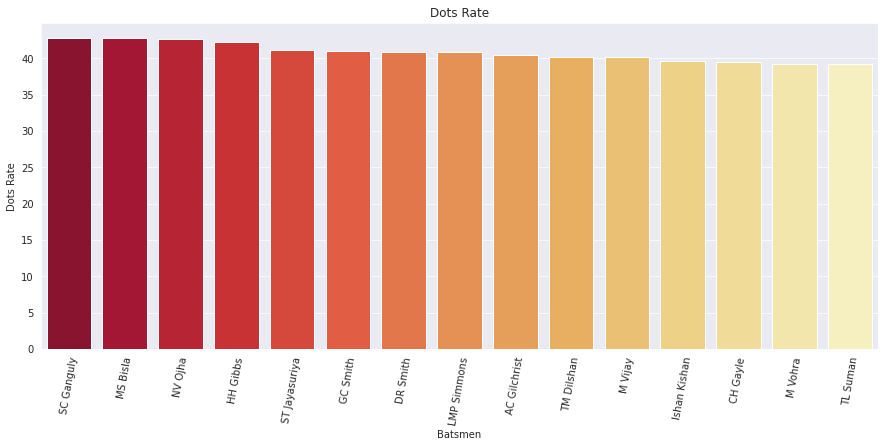 Dots Rate
Dots Rate
40
35
30
25
20
15
10
5
0
SC Ganguly
MS Bisla
NV Ojha
HH Gibbs
ST Jayasuriya
GC Smith
DR Smith
LMP Simmons
AC Gilchrist
TM Dilshan
M Vijay
Ishan Kishan
CH Gayle
M Vohra
TL Suman
Batsmen